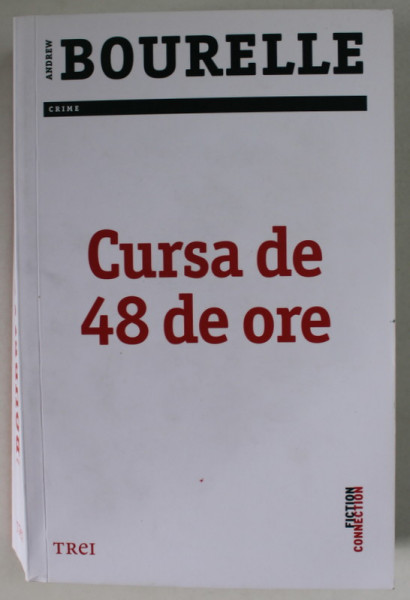 ANDREW
BOURELLE
CRIME
Cursa de
48 de ore
FICTION
CONNECTION
TREI